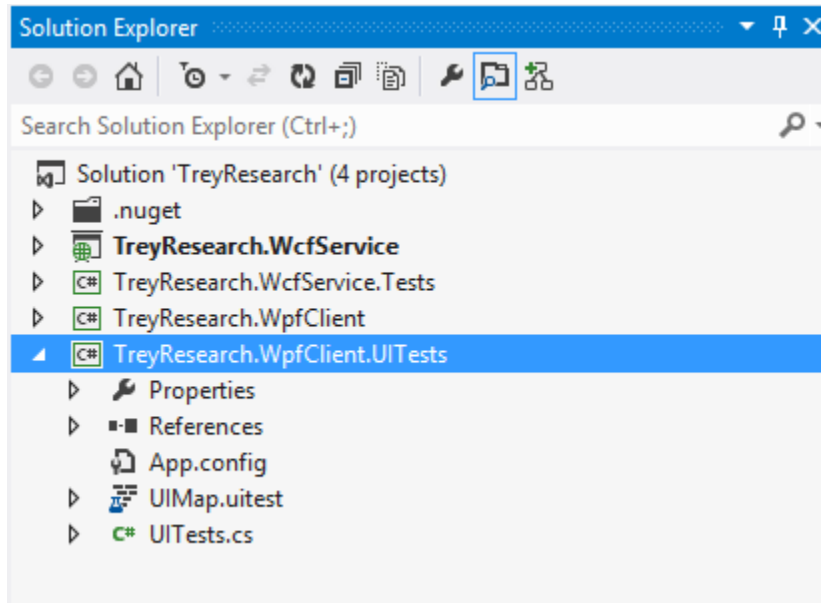 Solution Explorer
Search Solution Explorer (Ctrl+;)
Solution 'TreyResearch' (4 projects)
.nuget
TreyResearch.WcfService
C# TreyResearch.WcfService.Tests
C# TreyResearch.WpfClient
C# TreyResearch.WpfClient.UITests
Properties
References
App.config
UIMap.uitest
C# UITests.cs